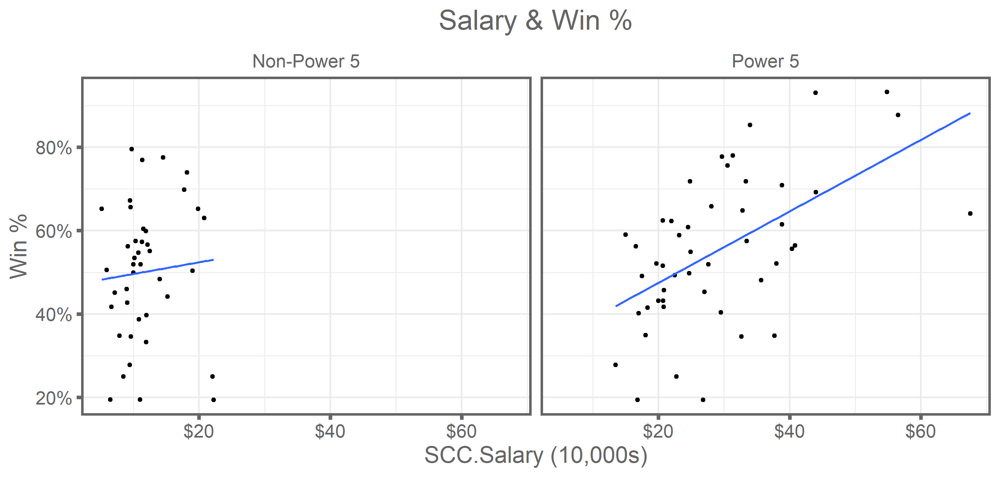 Salary & Win %
Non-Power 5
Power 5
Win %
80%
60%
40%
20%
$20
$40
$60
$20
$40
$60
SCC.Salary (10,000s)